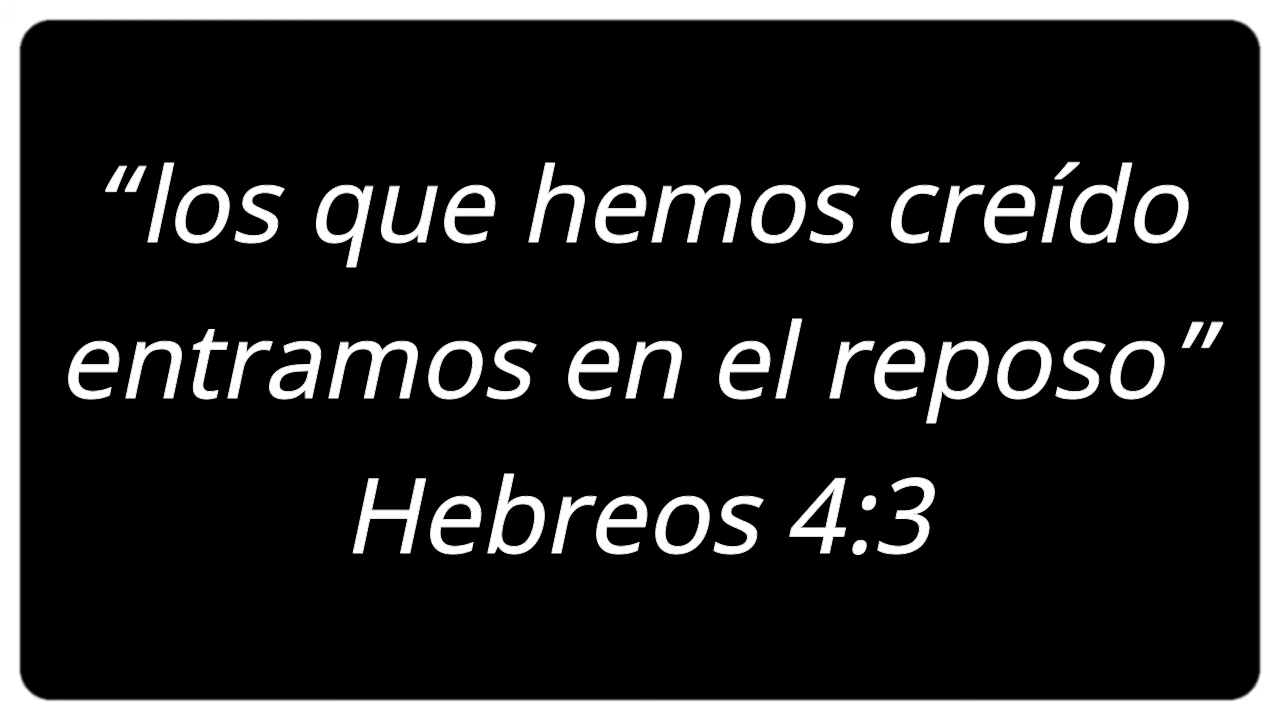 “los que hemos creído
entramos en el reposo”
Hebreos 4:3